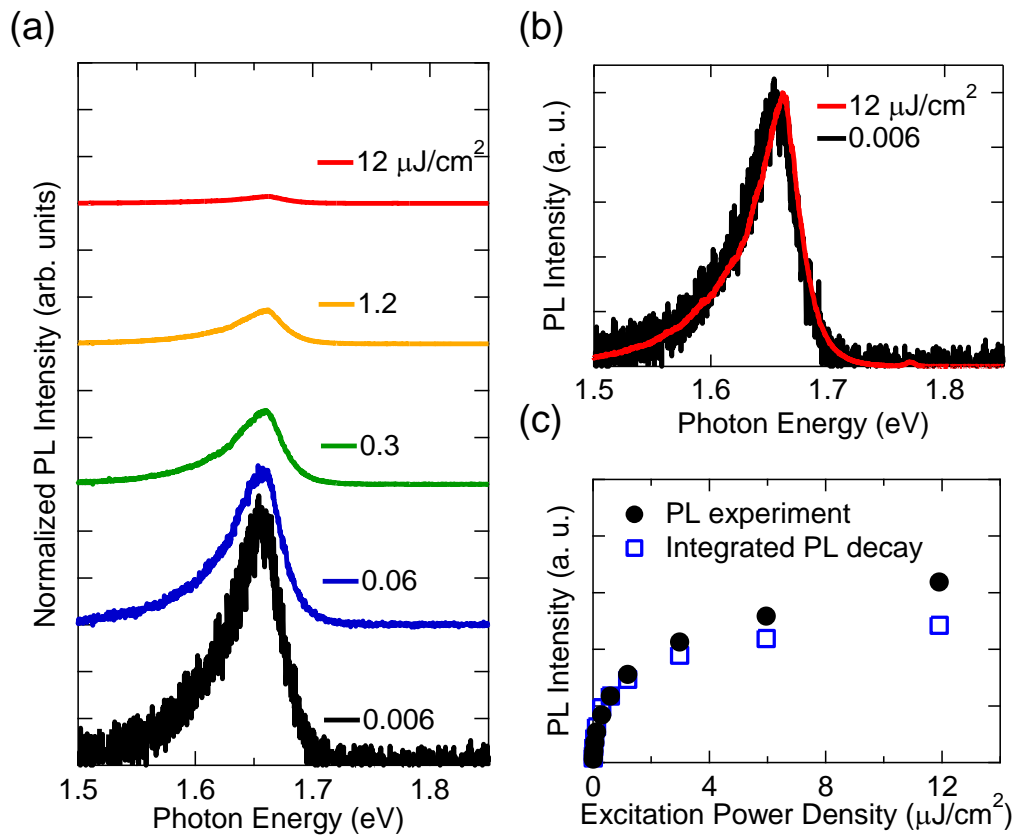 (a)
Normalized PL Intensity (arb. units)
12 μJ/cm²
1.2
0.3
0.06
0.006
1.5 1.6 1.7 1.8
Photon Energy (eV)
(b)
PL Intensity (a. u.)
12 μJ/cm²
0.006
1.5 1.6 1.7 1.8
Photon Energy (eV)
(c)
PL Intensity (a. u.)
PL experiment
Integrated PL decay
0 4 8 12
Excitation Power Density (μJ/cm²)